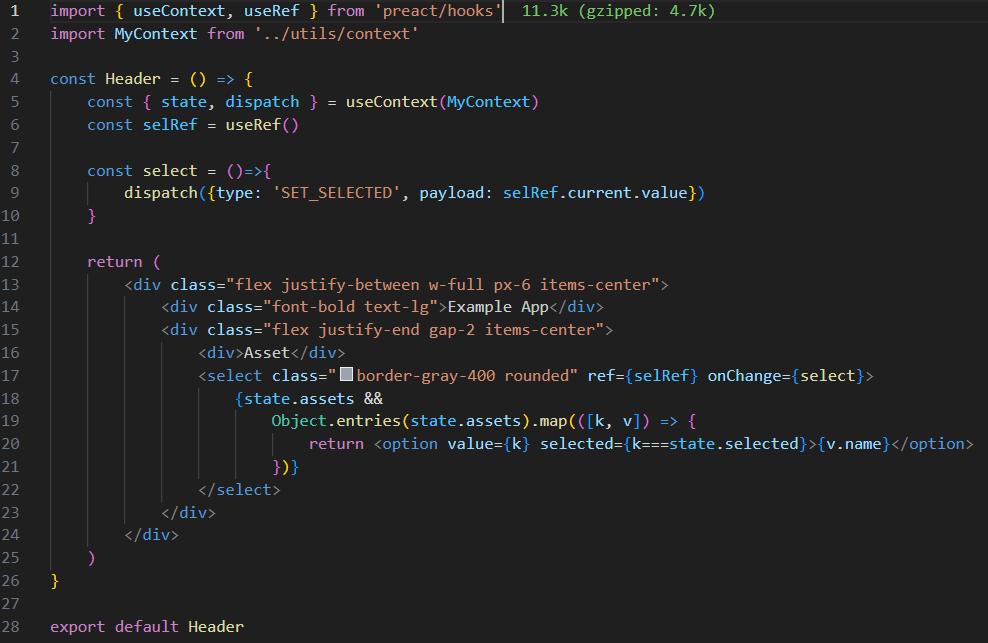 1 import { useContext, useRef } from 'preact/hooks' 11.3k (gzipped: 4.7k)
2 import MyContext from '../utils/context'
3
4 const Header = () => {
5     const { state, dispatch } = useContext(MyContext)
6     const selRef = useRef()
7
8     const select = ()=>{
9         dispatch({type: 'SET_SELECTED', payload: selRef.current.value})
10     }
11
12     return (
13         <div class="flex justify-between w-full px-6 items-center">
14             <div class="font-bold text-lg">Example App</div>
15             <div class="flex justify-end gap-2 items-center">
16                 <div>Asset</div>
17                 <select class="border-gray-400 rounded" ref={selRef} onChange={select}>
18                     {state.assets &&
19                         Object.entries(state.assets).map(([k, v]) => {
20                             return <option value={k} selected={k===state.selected}>{v.name}</option>
21                         })}
22                 </select>
23             </div>
24         </div>
25     )
26 }
27
28 export default Header